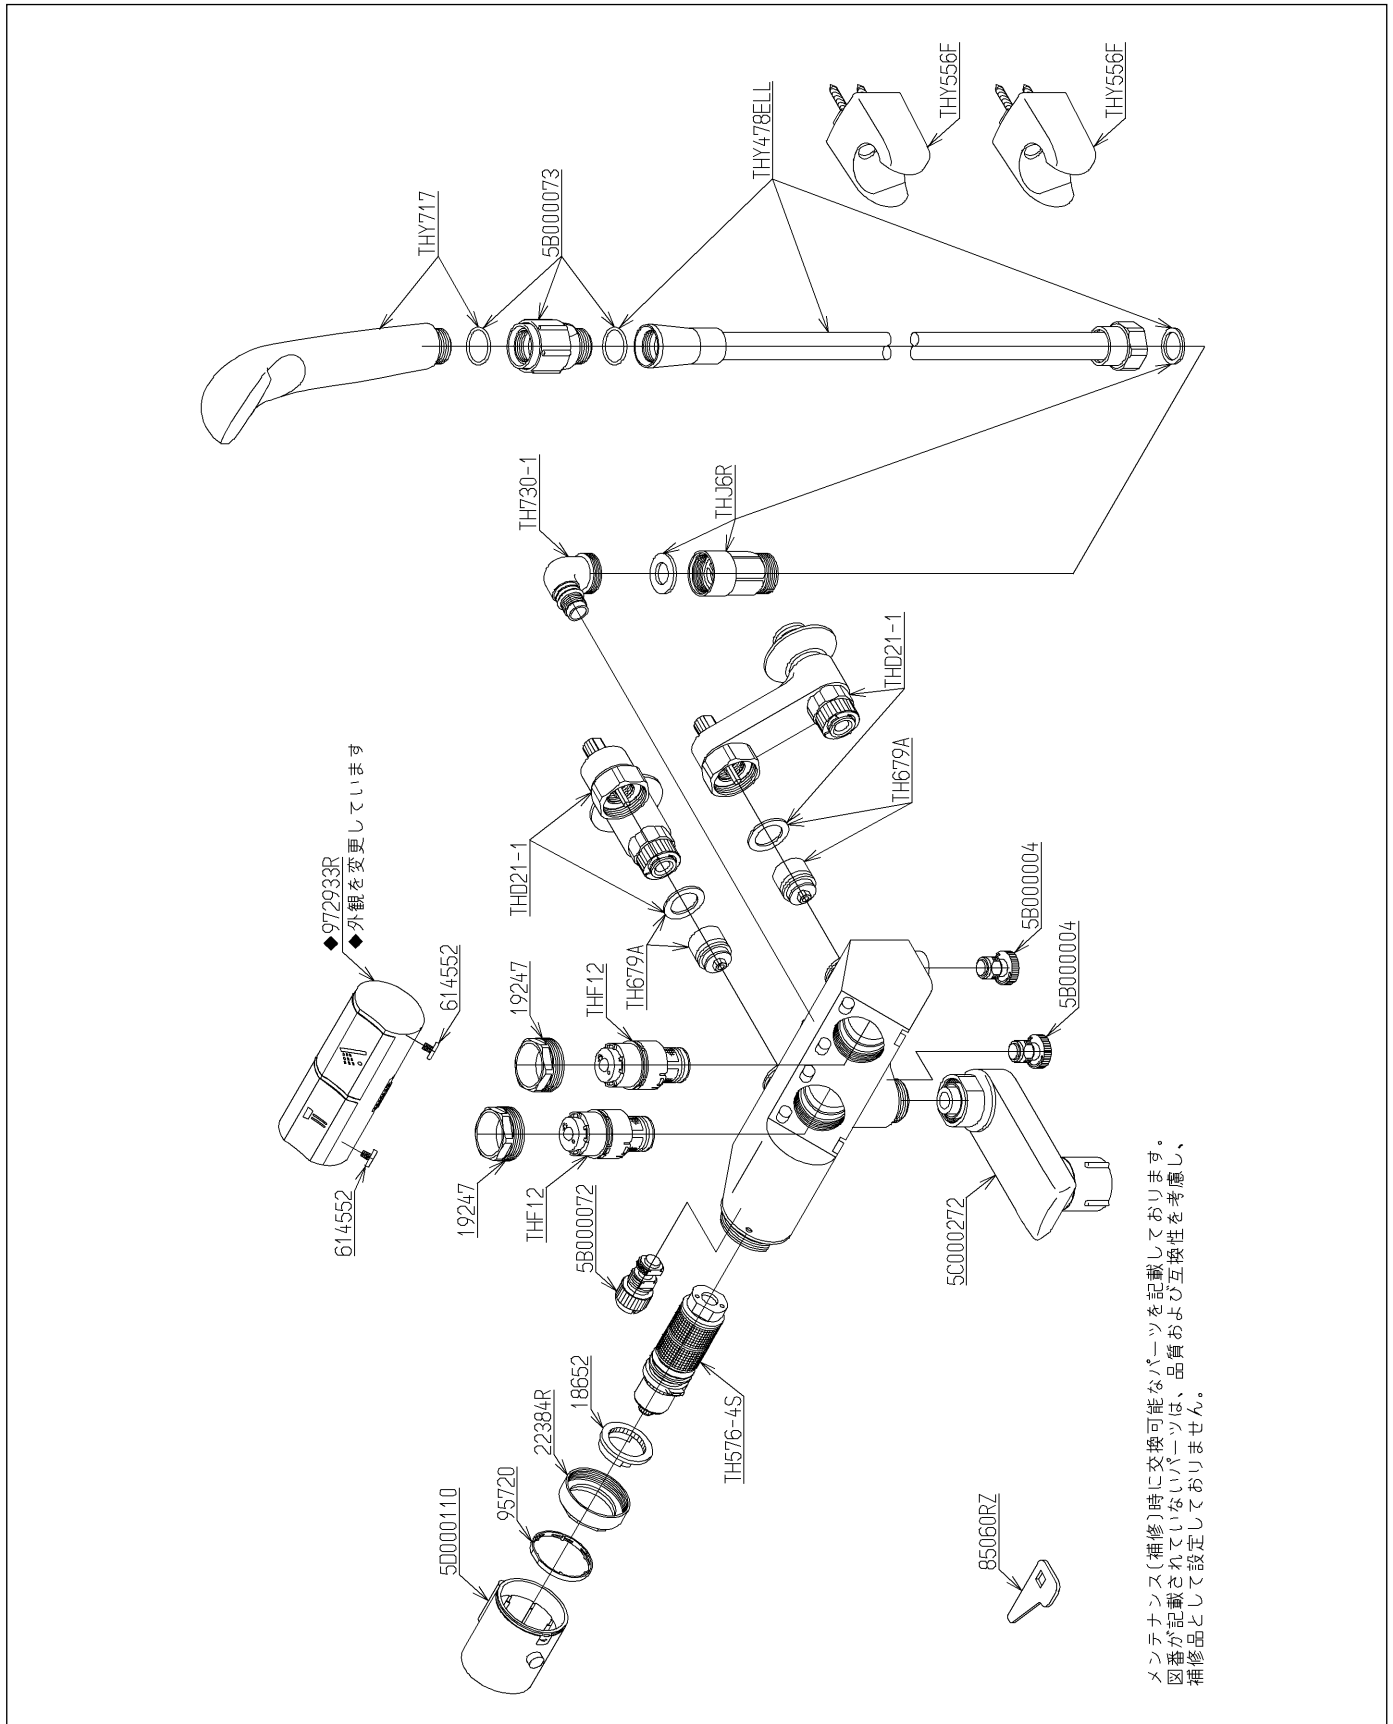 THY717
5B000073
THY478ELL
THY556F
THY556F
TH730-1
THJ6R
THD21-1
TH679A
◆972933R
◆外観を変更しています
614552
614552
THD21-1
TH679A
19247
THF12
19247
THF12
5B000072
5B000004
5B000004
5C000272
5D000110
95720
22384R
18652
TH576-4S
85060RZ
メンテナンス(補修)時に交換可能なパーツを記載しております。
図番が記載されていないパーツは、品質および互換性を考慮し、
補修品として設定しておりません。